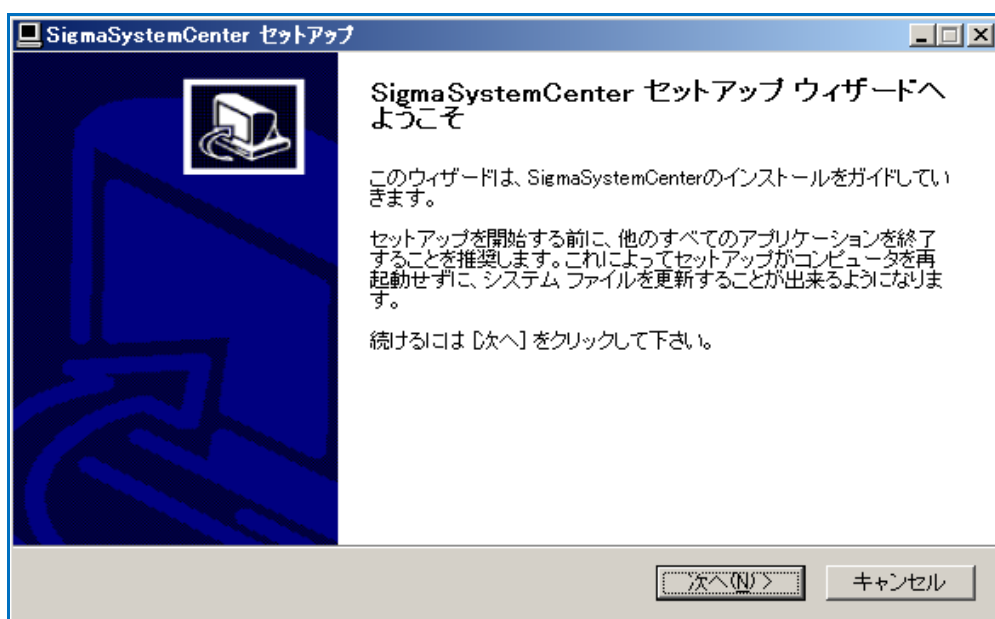 SigmaSystemCenter セットアップ
SigmaSystemCenter セットアップ ウィザードへ
ようこそ
このウィザードは、SigmaSystemCenterのインストールをガイドしてい
きます。
セットアップを開始する前に、他のすべてのアプリケーションを終了
することを推奨します。これによってセットアップがコンピュータを再
起動せずに、システム ファイルを更新することが出来るようになりま
す。
続けるには [次へ] をクリックして下さい。
次へ(N) >
キャンセル